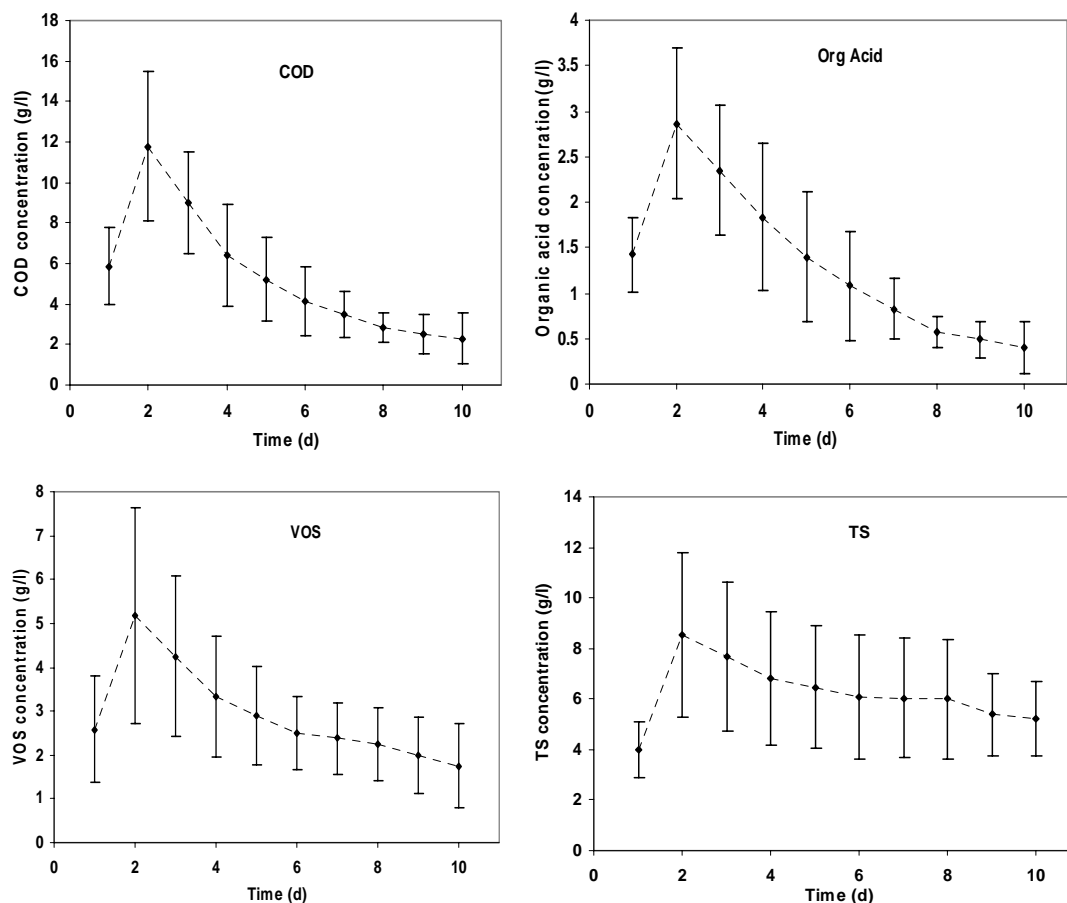 COD
COD concentration (g/l)
18
16
14
12
10
8
6
4
2
0
0 2 4 6 8 10
Time (d)
Org Acid
Organic acid concenration(g/l)
4
3.5
3
2.5
2
1.5
1
0.5
0
0 2 4 6 8 10
Time (d)
VOS
VOS concentration (g/l)
8
7
6
5
4
3
2
1
0
0 2 4 6 8 10
Time (d)
TS
TS concentration (g/l)
14
12
10
8
6
4
2
0
0 2 4 6 8 10
Time (d)